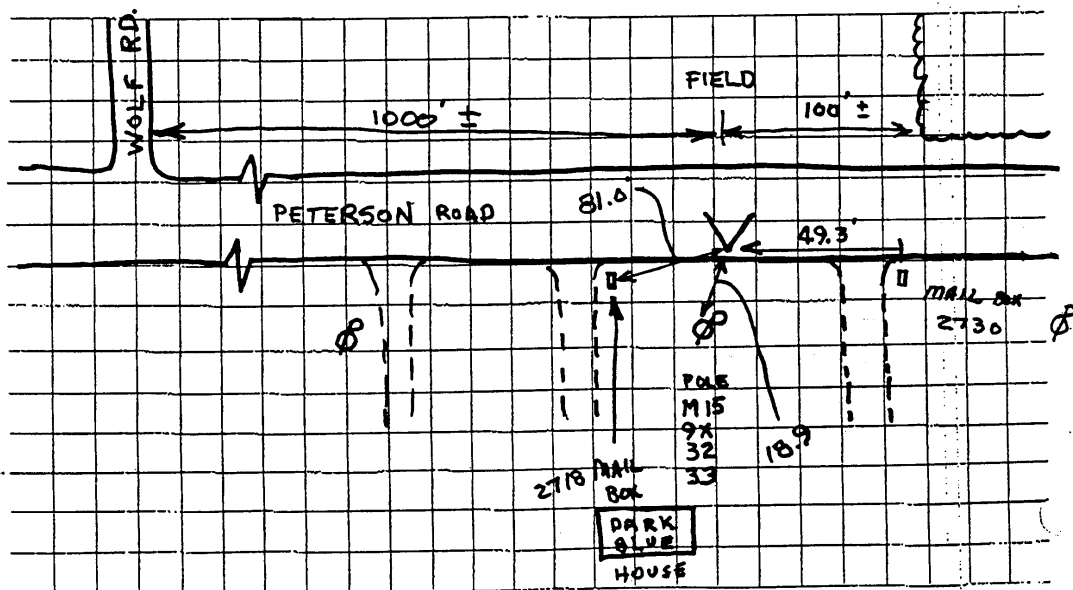 WOLF RD.
FIELD
1000' ±
100' ±
PETERSON ROAD
81.0'
49.3'
MAIL BOX
2730
POLE
M15
9X
32
33
18.9
2718 MAIL
BOX
DARK
BLUE
HOUSE